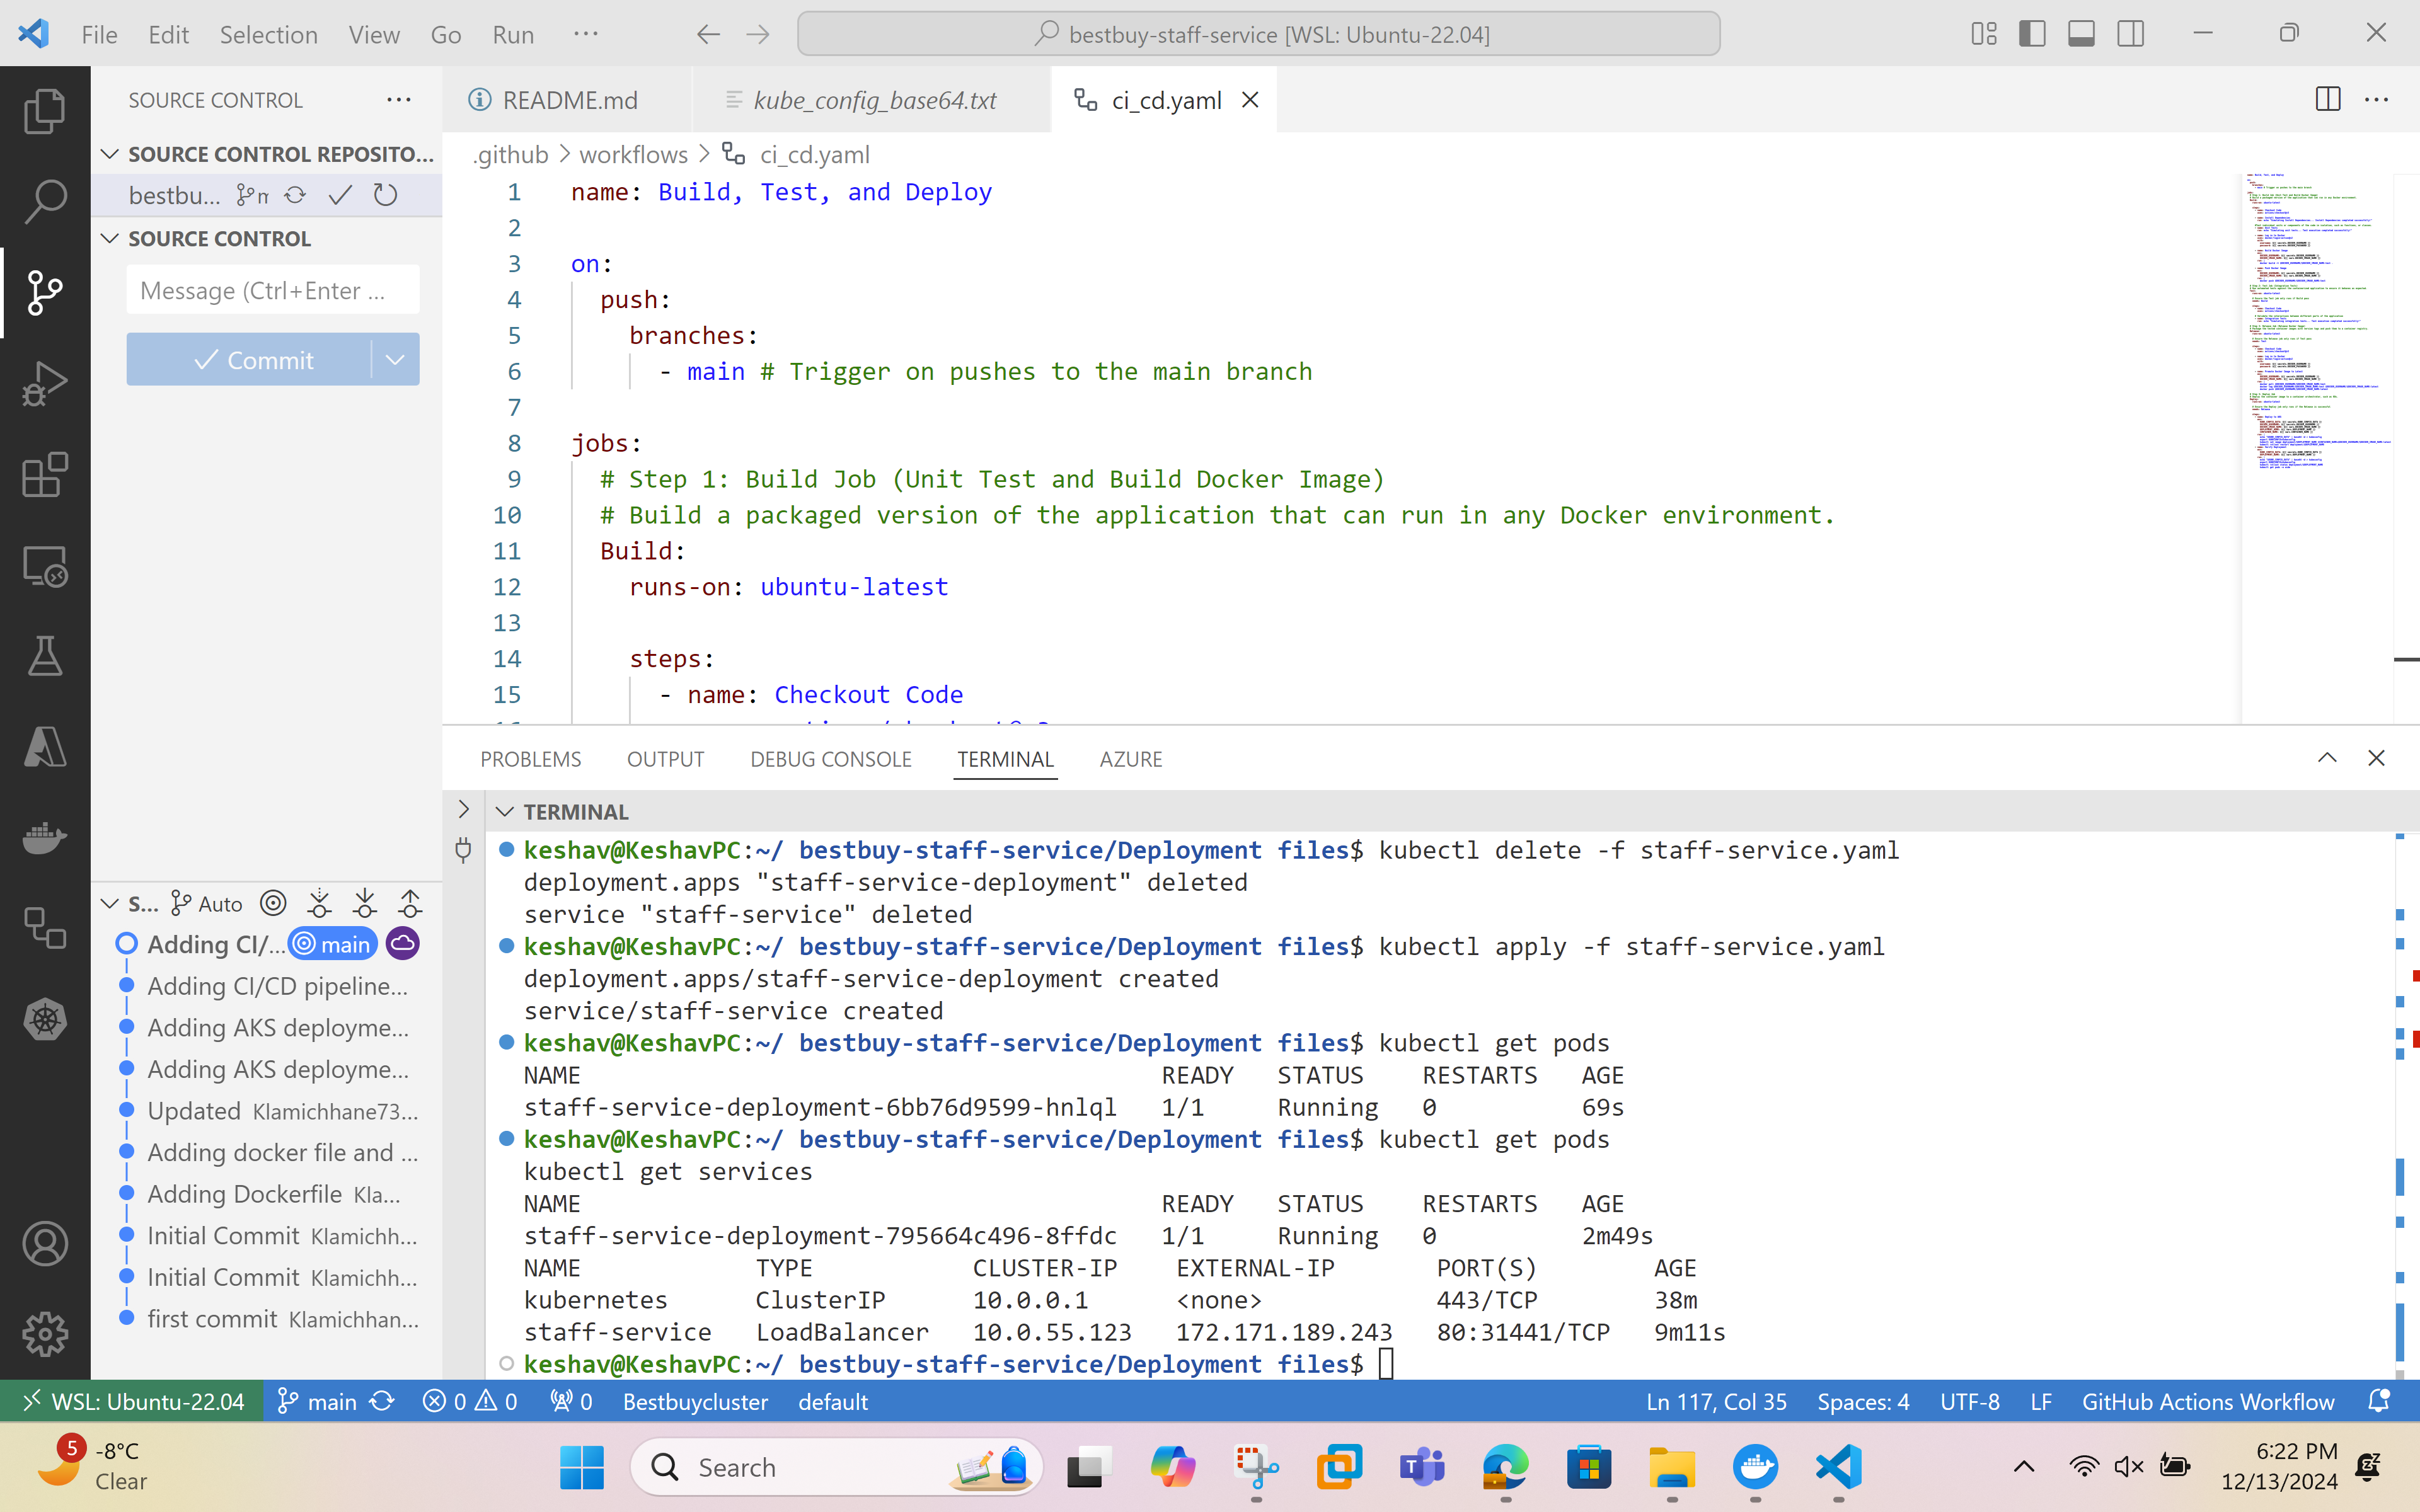 File Edit Selection View Go Run ···
bestbuy-staff-service [WSL: Ubuntu-22.04]
SOURCE CONTROL ···
SOURCE CONTROL REPOSITO...
bestbu...
SOURCE CONTROL
Message (Ctrl+Enter ...
Commit
S... Auto
Adding CI/... main
Adding CI/CD pipeline...
Adding AKS deployme...
Adding AKS deployme...
Updated Klamichhane73...
Adding docker file and ...
Adding Dockerfile Kla...
Initial Commit Klamichh...
Initial Commit Klamichh...
first commit Klamichhan...
README.md kube_config_base64.txt ci_cd.yaml
.github > workflows > ci_cd.yaml
1 name: Build, Test, and Deploy
2
3 on:
4 push:
5 branches:
6 - main # Trigger on pushes to the main branch
7
8 jobs:
9 # Step 1: Build Job (Unit Test and Build Docker Image)
10 # Build a packaged version of the application that can run in any Docker environment.
11 Build:
12 runs-on: ubuntu-latest
13
14 steps:
15 - name: Checkout Code
PROBLEMS OUTPUT DEBUG CONSOLE TERMINAL AZURE
TERMINAL
keshav@KeshavPC:~/ bestbuy-staff-service/Deployment files$ kubectl delete -f staff-service.yaml
deployment.apps "staff-service-deployment" deleted
service "staff-service" deleted
keshav@KeshavPC:~/ bestbuy-staff-service/Deployment files$ kubectl apply -f staff-service.yaml
deployment.apps/staff-service-deployment created
service/staff-service created
keshav@KeshavPC:~/ bestbuy-staff-service/Deployment files$ kubectl get pods
NAME READY STATUS RESTARTS AGE
staff-service-deployment-6bb76d9599-hnlql 1/1 Running 0 69s
keshav@KeshavPC:~/ bestbuy-staff-service/Deployment files$ kubectl get pods
kubectl get services
NAME READY STATUS RESTARTS AGE
staff-service-deployment-795664c496-8ffdc 1/1 Running 0 2m49s
NAME TYPE CLUSTER-IP EXTERNAL-IP PORT(S) AGE
kubernetes ClusterIP 10.0.0.1 <none> 443/TCP 38m
staff-service LoadBalancer 10.0.55.123 172.171.189.243 80:31441/TCP 9m11s
keshav@KeshavPC:~/ bestbuy-staff-service/Deployment files$
WSL: Ubuntu-22.04 main 0 0 0 Bestbuycluster default Ln 117, Col 35 Spaces: 4 UTF-8 LF GitHub Actions Workflow
5 -8°C
Clear
Search
6:22 PM
12/13/2024